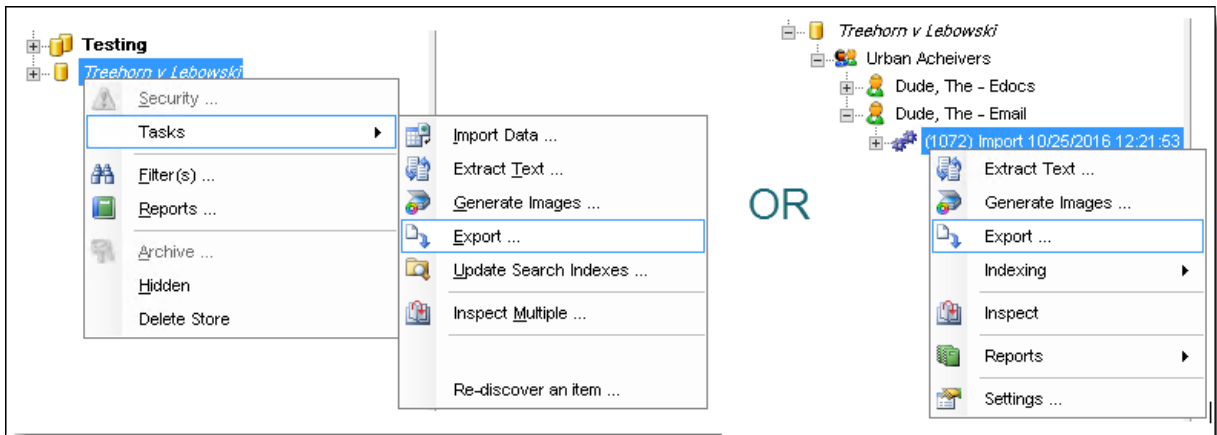 Testing
Treehorn v Lebowski
Security ...
Tasks
Filter(s) ...
Reports ...
Archive ...
Hidden
Delete Store
Import Data ...
Extract Text ...
Generate Images ...
Export ...
Update Search Indexes ...
Inspect Multiple ...
Re-discover an item ...
OR
Treehorn v Lebowski
Urban Acheivers
Dude, The - Edocs
Dude, The - Email
(1072) Import 10/25/2016 12:21:53
Extract Text ...
Generate Images ...
Export ...
Indexing
Inspect
Reports
Settings ...